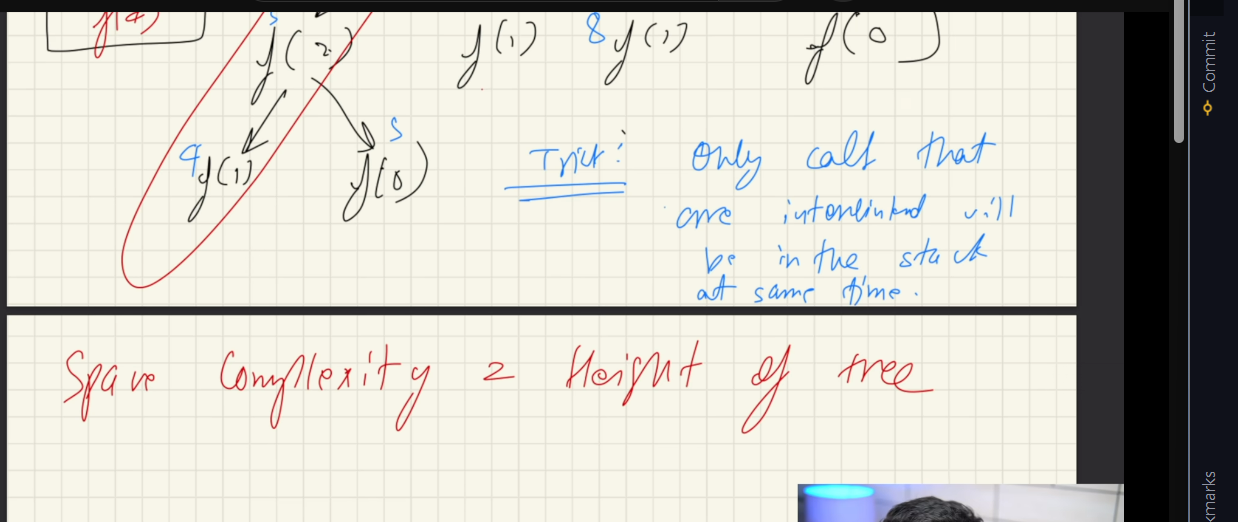 f(4)
3
f(2) f(1) 8 f(1) f(0)
4 f(1) 5 f(0)
Trick: Only calls that
are interlinked will
be in the stack
at same time.
Space Complexity = Height of tree
Commit
kmarks